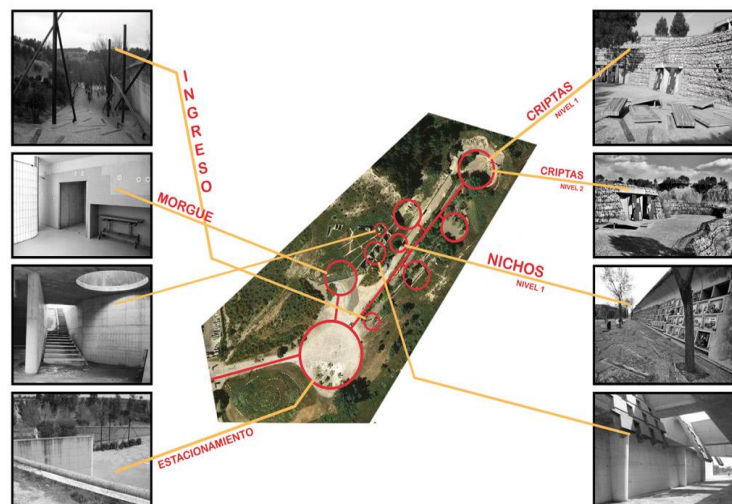 INGRESO
MORGUE
ESTACIONAMIENTO
CRIPTAS
NIVEL 1
CRIPTAS
NIVEL 2
NICHOS
NIVEL 1